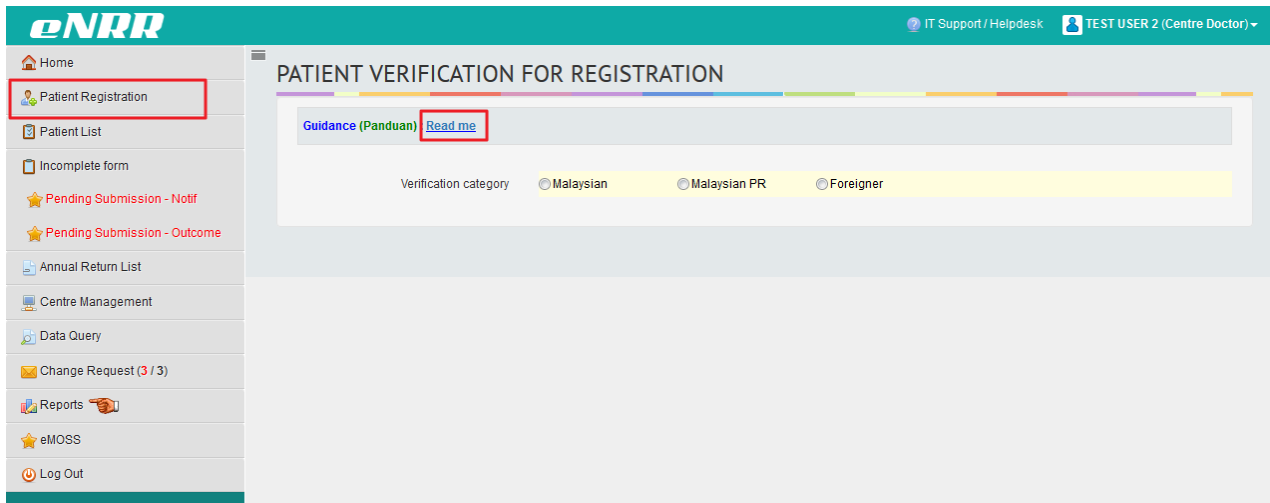 eNRR
IT Support / Helpdesk TEST USER 2 (Centre Doctor)
Home
Patient Registration
Patient List
Incomplete form
Pending Submission - Notif
Pending Submission - Outcome
Annual Return List
Centre Management
Data Query
Change Request (3 / 3)
Reports
eMOSS
Log Out
PATIENT VERIFICATION FOR REGISTRATION
Guidance (Panduan) : Read me
Verification category Malaysian Malaysian PR Foreigner